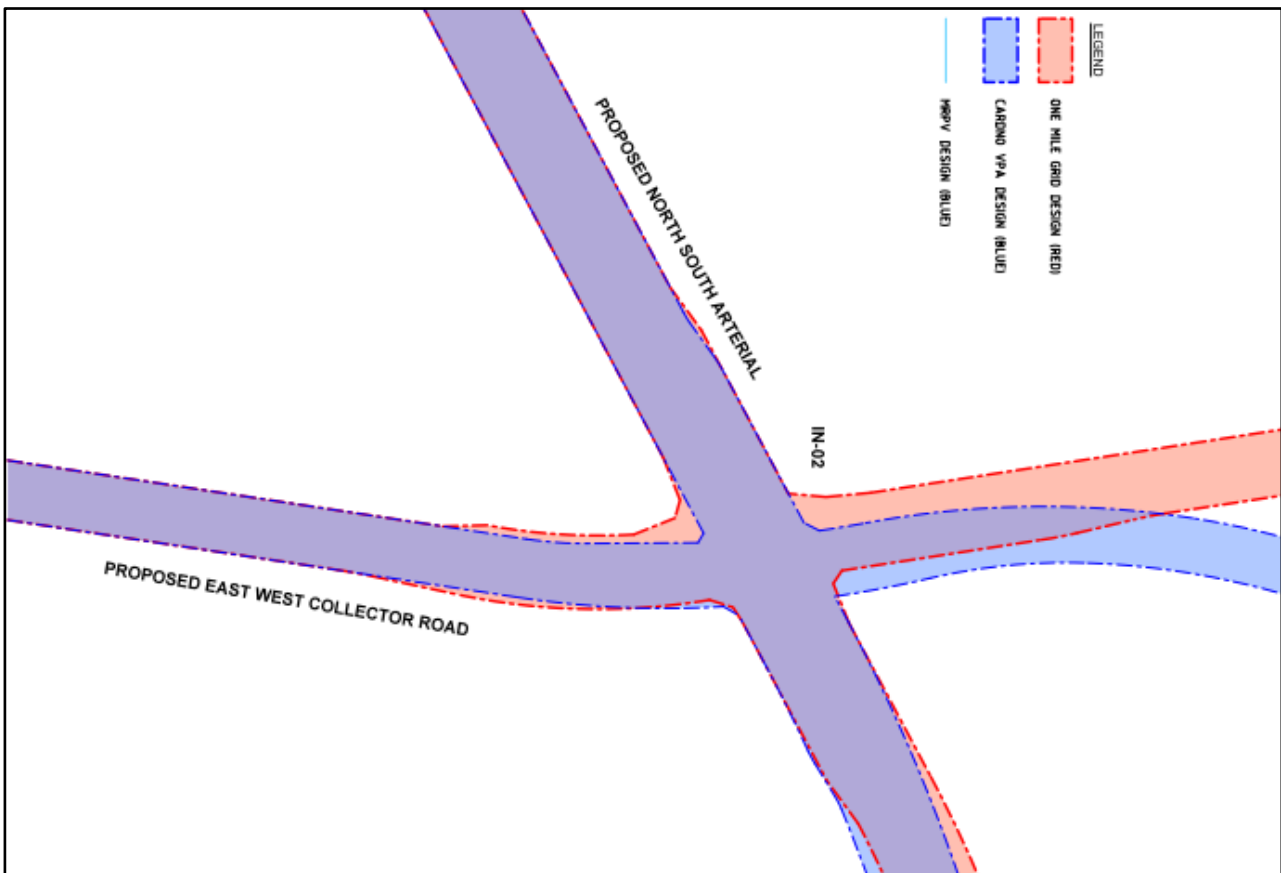 LEGEND
ONE MILE GRID DESIGN (RED)
CARDNO VPA DESIGN (BLUE)
MRPV DESIGN (BLUE)
PROPOSED NORTH SOUTH ARTERIAL
IN-02
PROPOSED EAST WEST COLLECTOR ROAD